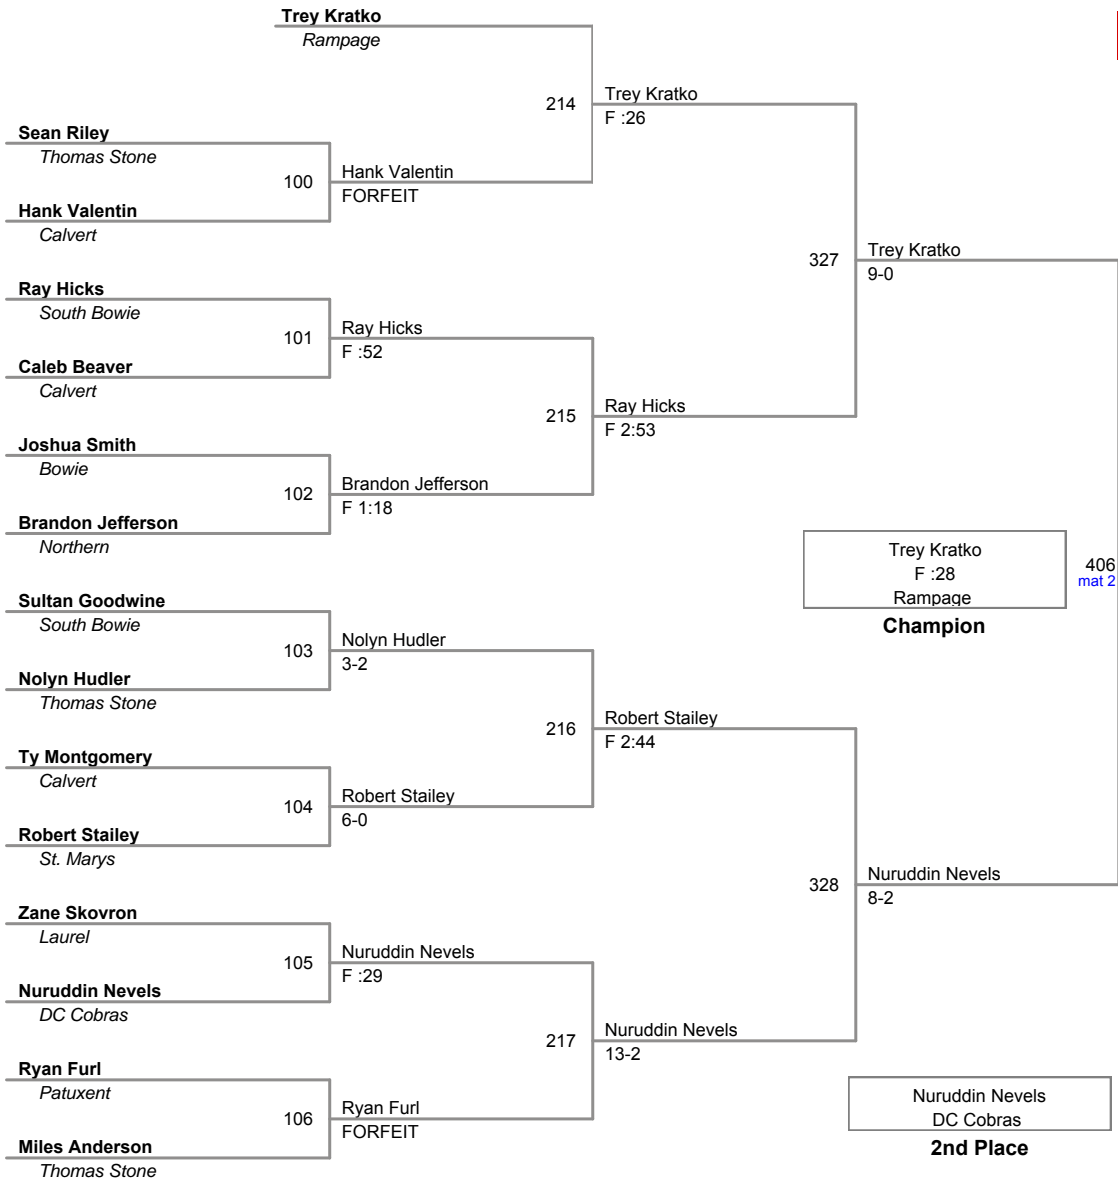 Trey Kratko
Rampage
214
Trey Kratko
F :26
Sean Riley
Thomas Stone
100
Hank Valentin
FORFEIT
Hank Valentin
Calvert
327
Trey Kratko
9-0
Ray Hicks
South Bowie
101
Ray Hicks
F :52
Caleb Beaver
Calvert
215
Ray Hicks
F 2:53
Joshua Smith
Bowie
102
Brandon Jefferson
F 1:18
Brandon Jefferson
Northern
Trey Kratko
F :28
Rampage
Champion
406
mat 2
Sultan Goodwine
South Bowie
103
Nolyn Hudler
3-2
Nolyn Hudler
Thomas Stone
216
Robert Stailey
F 2:44
Ty Montgomery
Calvert
104
Robert Stailey
6-0
Robert Stailey
St. Marys
328
Nuruddin Nevels
8-2
Zane Skovron
Laurel
105
Nuruddin Nevels
F :29
Nuruddin Nevels
DC Cobras
217
Nuruddin Nevels
13-2
Ryan Furl
Patuxent
106
Ryan Furl
FORFEIT
Miles Anderson
Thomas Stone
Nuruddin Nevels
DC Cobras
2nd Place